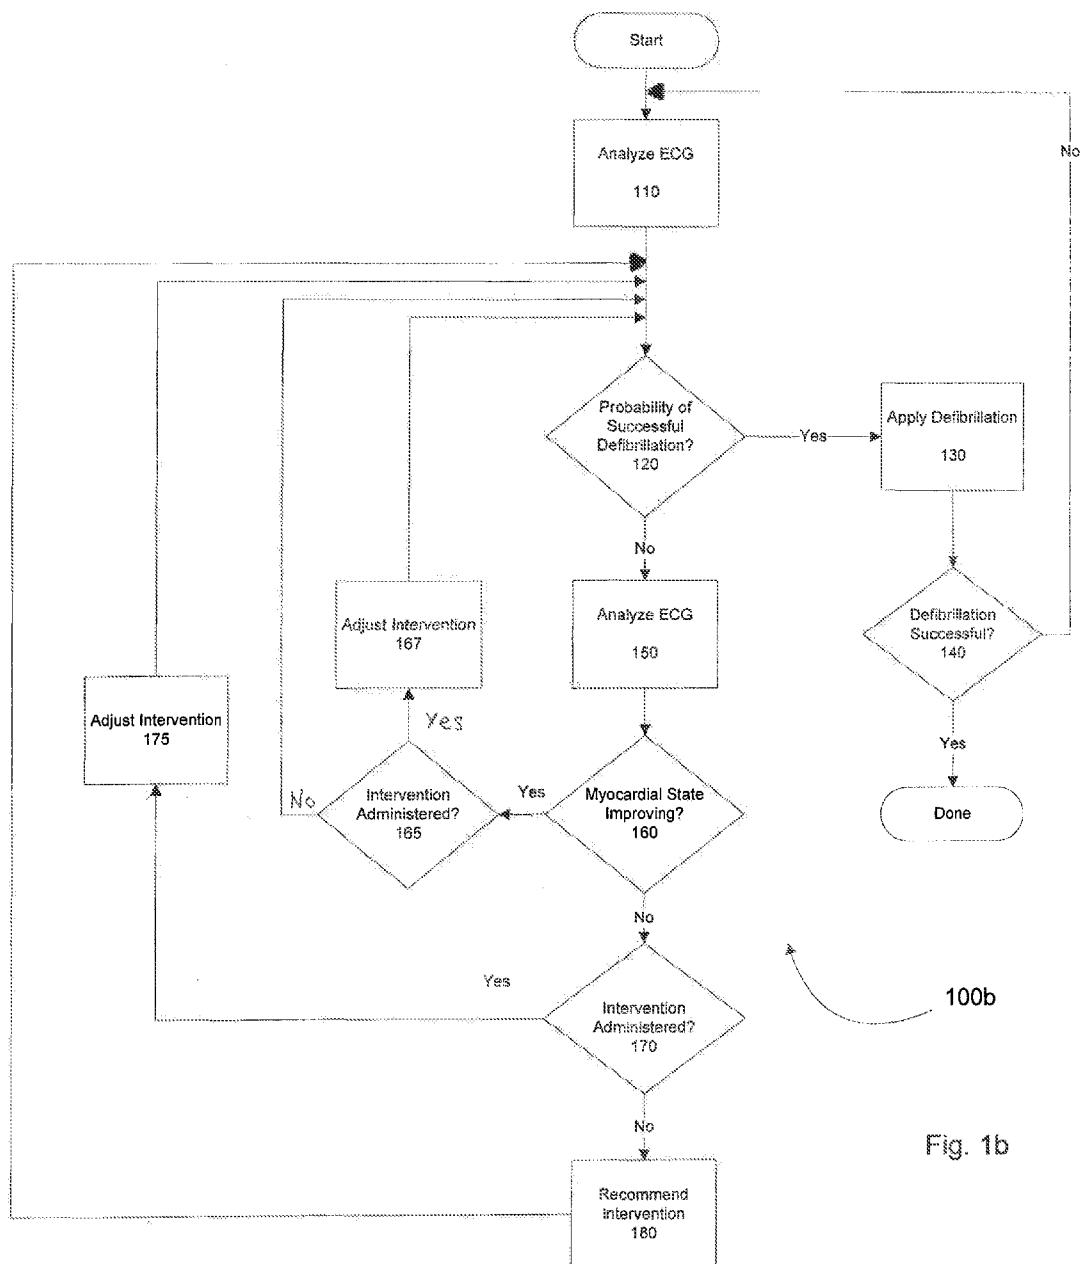 Start
Analyze ECG
110
No
Probability of
Successful
Defibrillation?
120
Yes
Apply Defibrillation
130
No
Analyze ECG
150
Adjust Intervention
167
Defibrillation
Successful?
140
Adjust Intervention
175
Yes
Yes
No
Intervention
Administered?
165
Yes
Myocardial State
Improving?
160
Done
No
Yes
Intervention
Administered?
170
100b
No
Fig. 1b
Recommend
Intervention
180